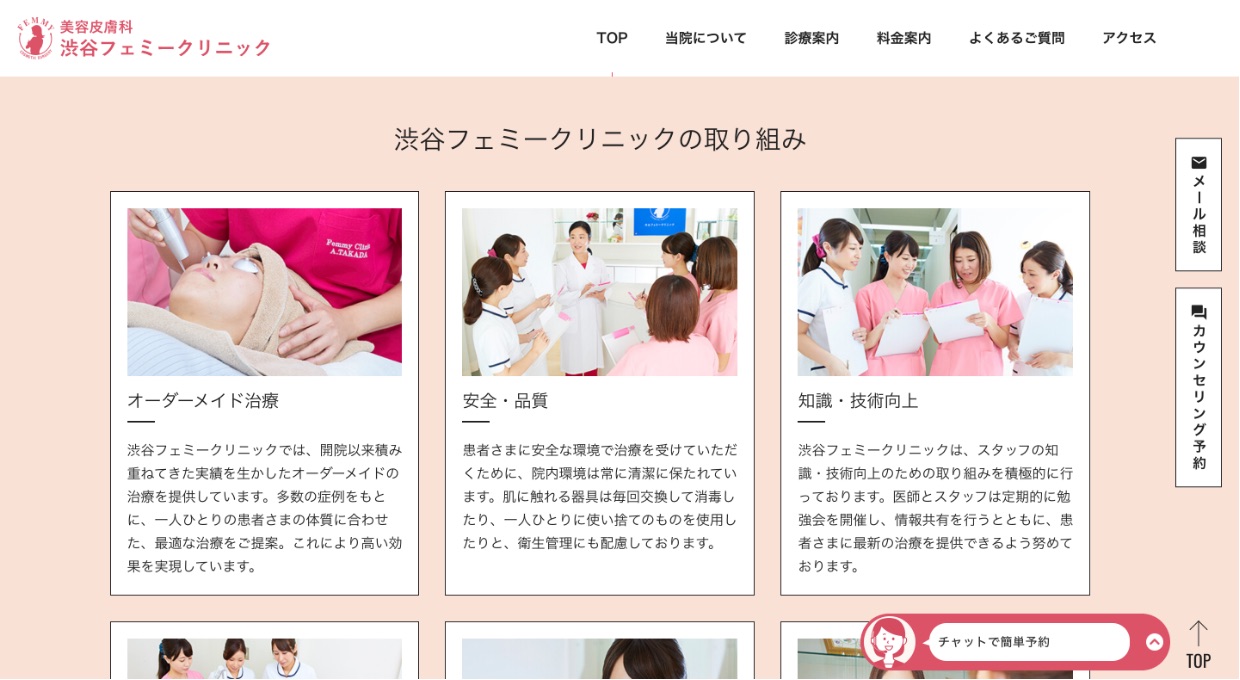 FEMMY
美容皮膚科
渋谷フェミークリニック
TOP
当院について
診療案内
料金案内
よくあるご質問
アクセス
渋谷フェミークリニックの取り組み
Femmy Clinic
A.TAKADA
オーダーメイド治療
渋谷フェミークリニックでは、開院以来積み
重ねてきた実績を生かしたオーダーメイドの
治療を提供しています。多数の症例をもと
に、一人ひとりの患者さまの体質に合わせ
た、最適な治療をご提案。これにより高い効
果を実現しています。
安全・品質
患者さまに安全な環境で治療を受けていただ
くために、院内環境は常に清潔に保たれてい
ます。肌に触れる器具は毎回交換して消毒し
たり、一人ひとりに使い捨てのものを使用し
たりと、衛生管理にも配慮しております。
知識・技術向上
渋谷フェミークリニックは、スタッフの知
識・技術向上のための取り組みを積極的に行
っております。医師とスタッフは定期的に勉
強会を開催し、情報共有を行うとともに、患
者さまに最新の治療を提供できるよう努めて
おります。
メール相談
カウンセリング予約
チャットで簡単予約
TOP